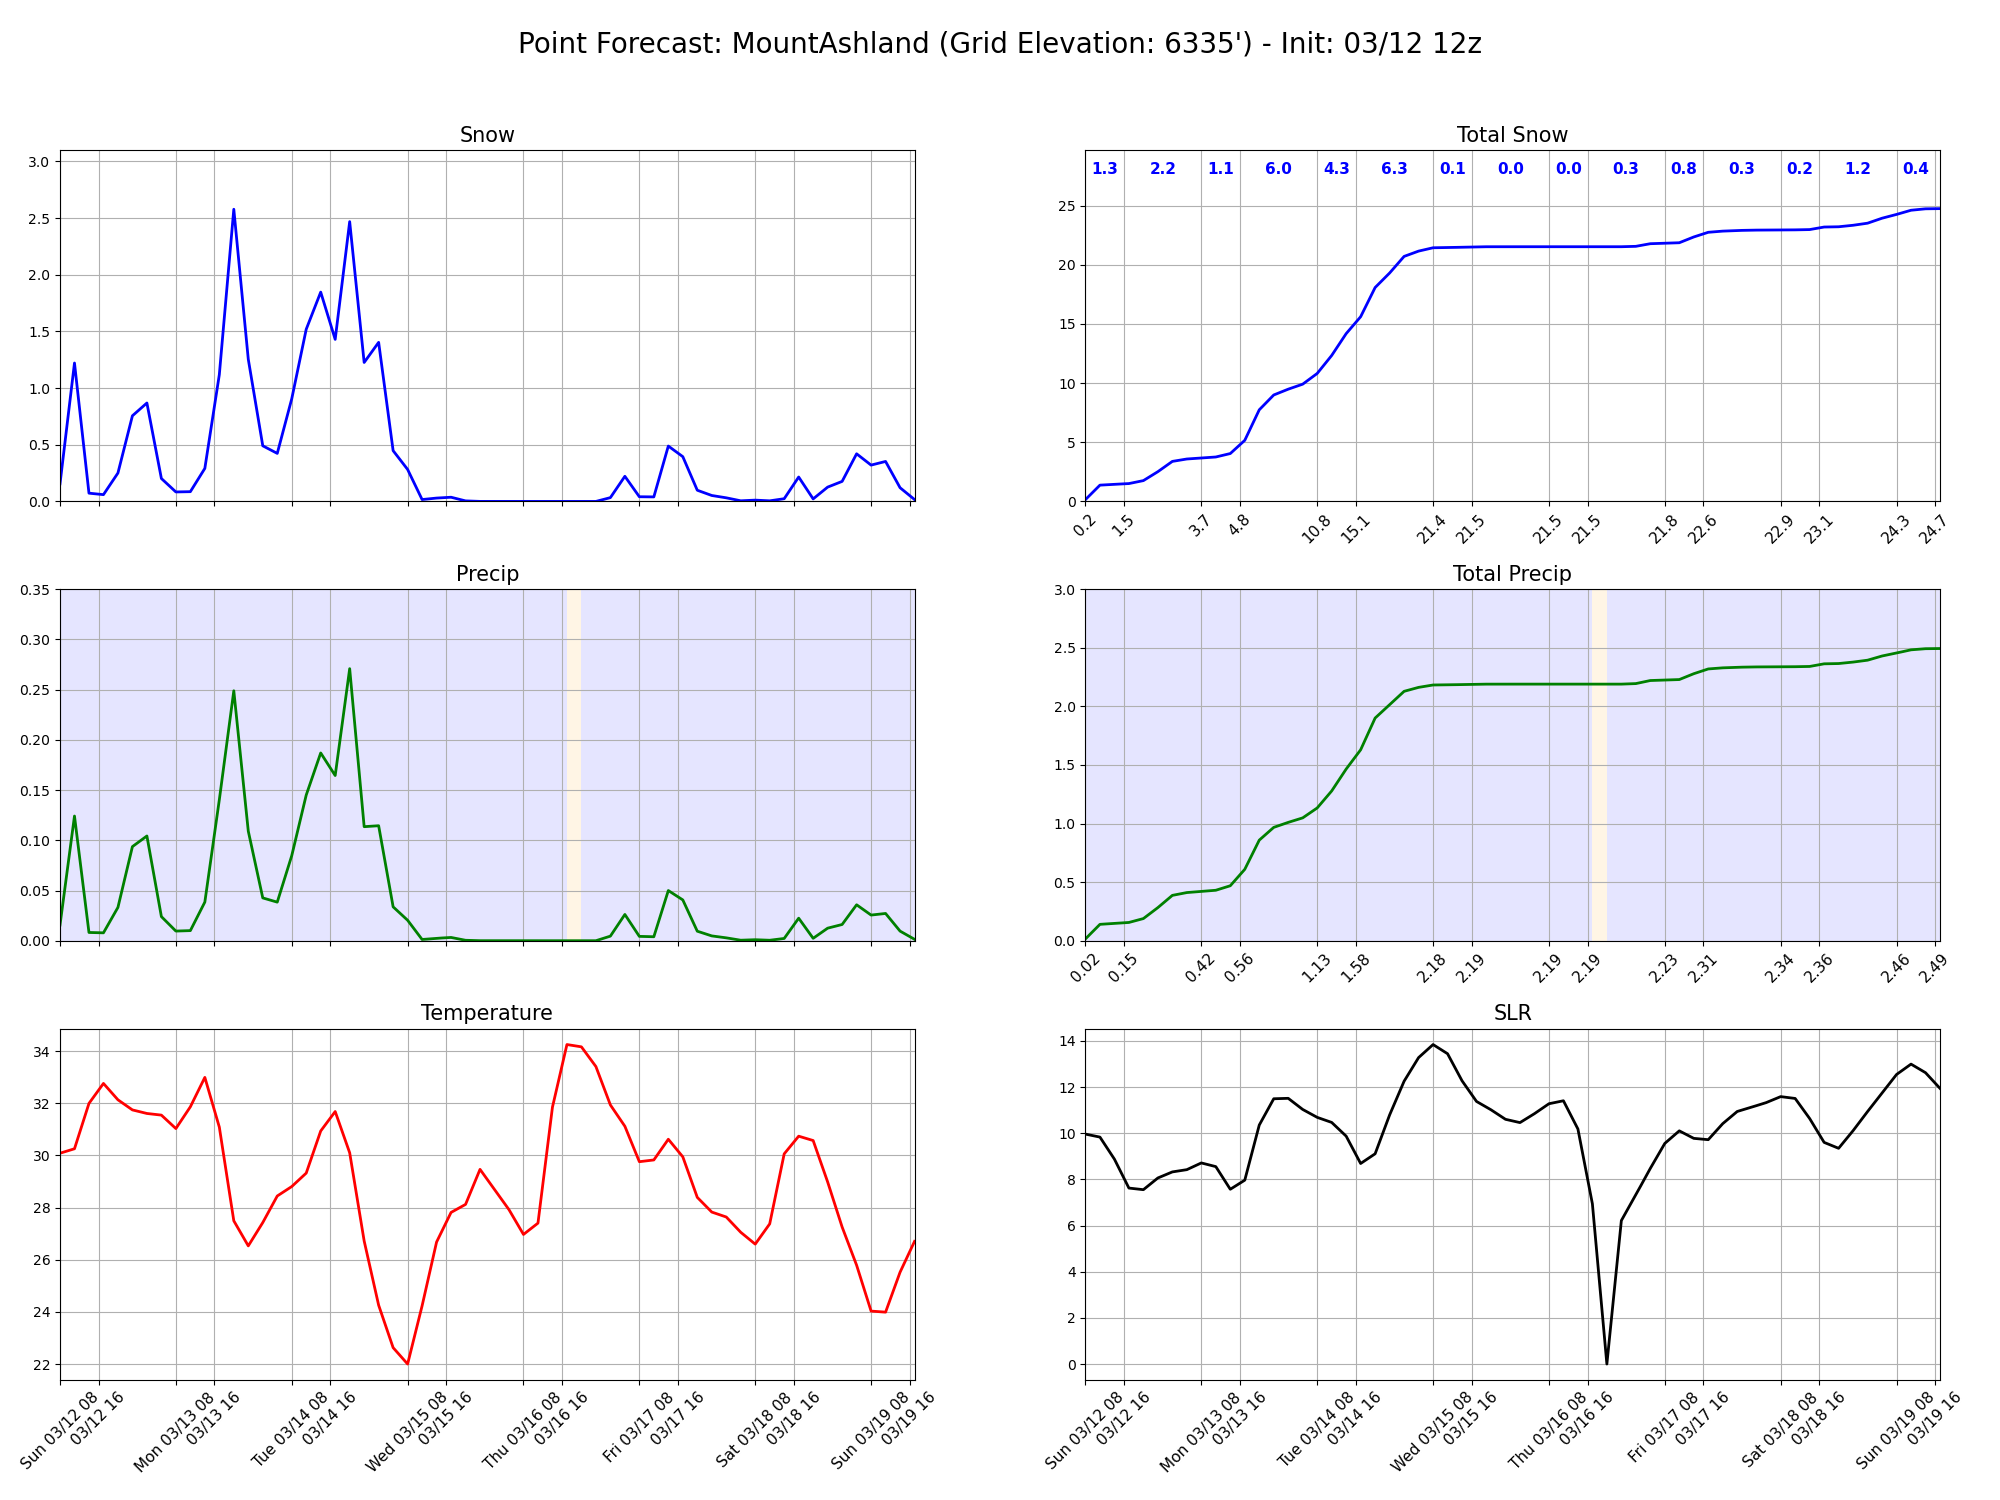 Point Forecast: MountAshland (Grid Elevation: 6335') - Init: 03/12 12z
Snow
3.0
2.5
2.0
1.5
1.0
0.5
0.0
Total Snow
1.3 2.2 1.1 6.0 4.3 6.3 0.1 0.0 0.0 0.3 0.8 0.3 0.2 1.2 0.4
25
20
15
10
5
0
0.2 1.5 3.7 4.8 10.8 15.1 21.4 21.5 21.5 21.5 21.8 22.6 22.9 23.1 24.3 24.7
Precip
0.35
0.30
0.25
0.20
0.15
0.10
0.05
0.00
Total Precip
3.0
2.5
2.0
1.5
1.0
0.5
0.0
0.02 0.15 0.42 0.56 1.13 1.58 2.18 2.19 2.19 2.19 2.23 2.31 2.34 2.36 2.46 2.49
Temperature
34
32
30
28
26
24
22
Sun 03/12 08
03/12 16
Mon 03/13 08
03/13 16
Tue 03/14 08
03/14 16
Wed 03/15 08
03/15 16
Thu 03/16 08
03/16 16
Fri 03/17 08
03/17 16
Sat 03/18 08
03/18 16
Sun 03/19 08
03/19 16
SLR
14
12
10
8
6
4
2
0
Sun 03/12 08
03/12 16
Mon 03/13 08
03/13 16
Tue 03/14 08
03/14 16
Wed 03/15 08
03/15 16
Thu 03/16 08
03/16 16
Fri 03/17 08
03/17 16
Sat 03/18 08
03/18 16
Sun 03/19 08
03/19 16